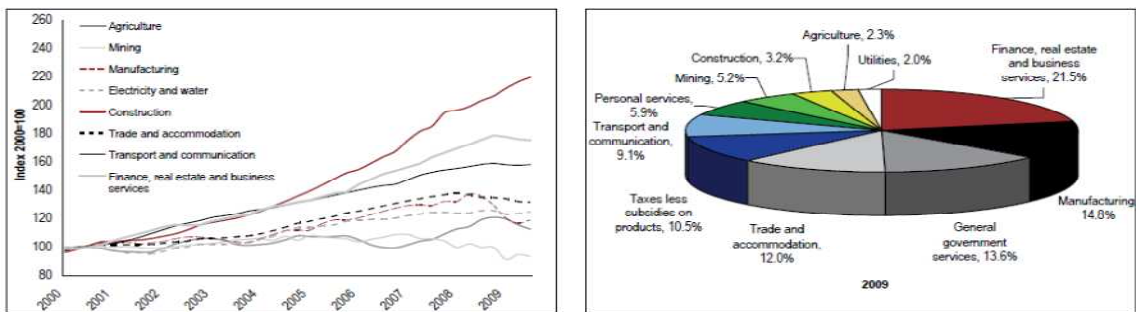 260
240
220
200
180
160
140
120
100
80
Index 2000=100
Agriculture
Mining
Manufacturing
Electricity and water
Construction
Trade and accommodation
Transport and communication
Finance, real estate and business
services
2000
2001
2002
2003
2004
2005
2006
2007
2008
2009
Agriculture, 2.3%
Utilities, 2.0%
Construction, 3.2%
Mining, 5.2%
Personal services,
5.9%
Transport and
communication,
9.1%
Taxes less
subsidies on
products, 10.5%
Trade and
accommodation,
12.0%
General
government
services, 13.6%
Manufacturing,
14.8%
Finance, real estate
and business
services, 21.5%
2009